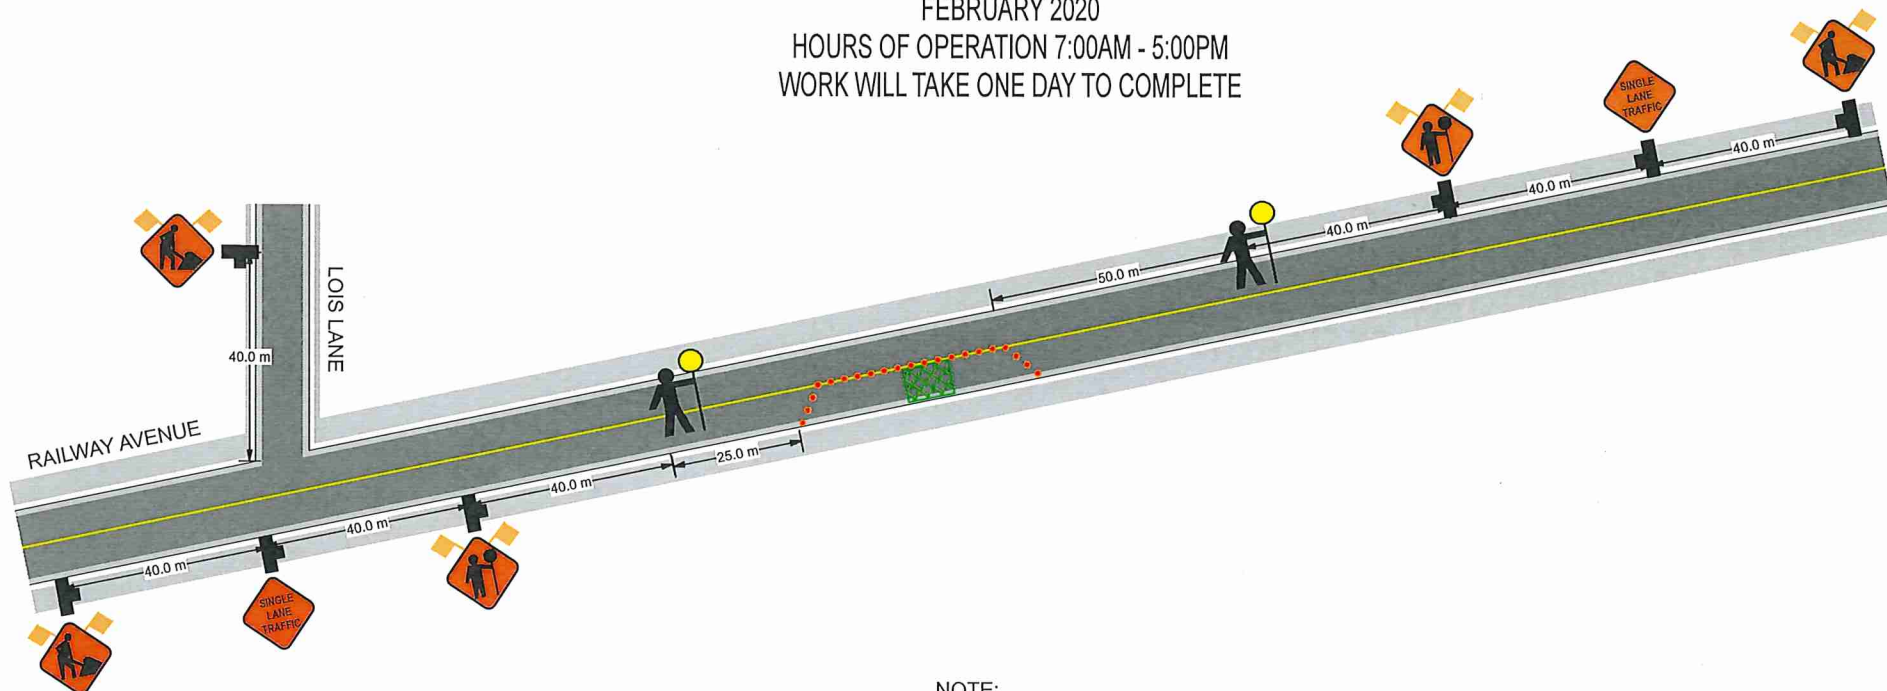 FEBRUARY 2020
HOURS OF OPERATION 7:00AM - 5:00PM
WORK WILL TAKE ONE DAY TO COMPLETE
SINGLE
LANE
TRAFFIC
40.0 m
40.0 m
40.0 m
50.0 m
LOIS LANE
40.0 m
RAILWAY AVENUE
25.0 m
40.0 m
40.0 m
40.0 m
SINGLE
LANE
TRAFFIC
NOTE: